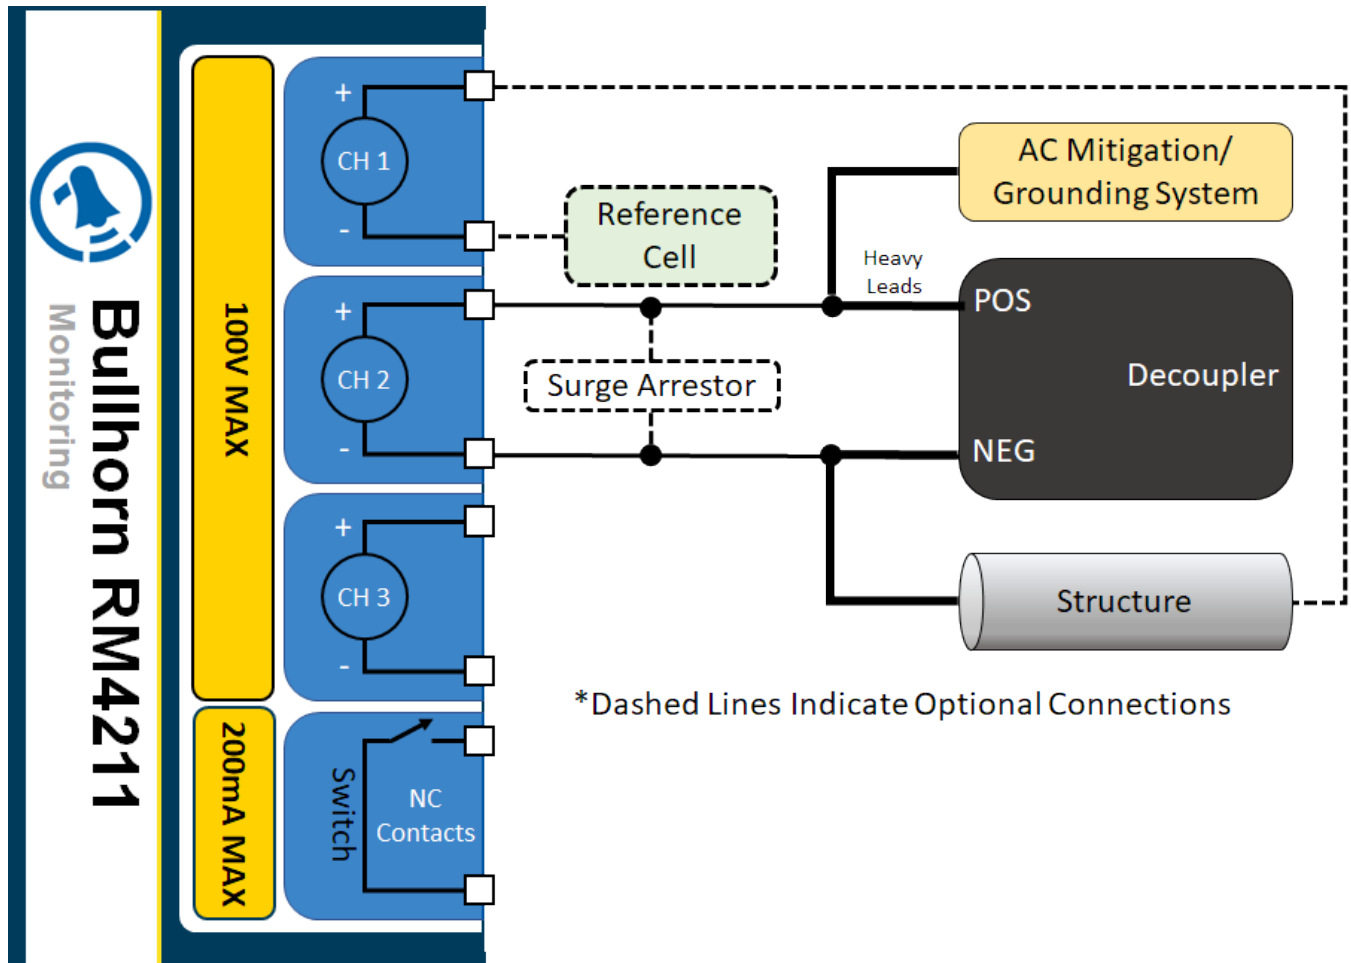 Bullhorn RM4211
Monitoring
100V MAX
200mA MAX
+
CH 1
-
+
CH 2
-
+
CH 3
-
Switch
NC
Contacts
Reference
Cell
Surge Arrestor
AC Mitigation/
Grounding System
Heavy
Leads
POS
Decoupler
NEG
Structure
*Dashed Lines Indicate Optional Connections